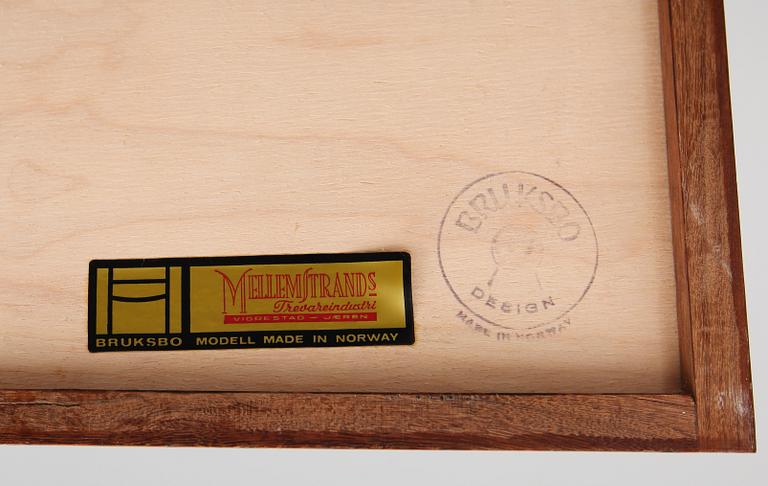 MELLEMSTRANDS
Trevareindustri
VIGRESTAD — JÆREN
BRUKSBO MODELL MADE IN NORWAY
BRUKSBO
DESIGN
MADE IN NORWAY